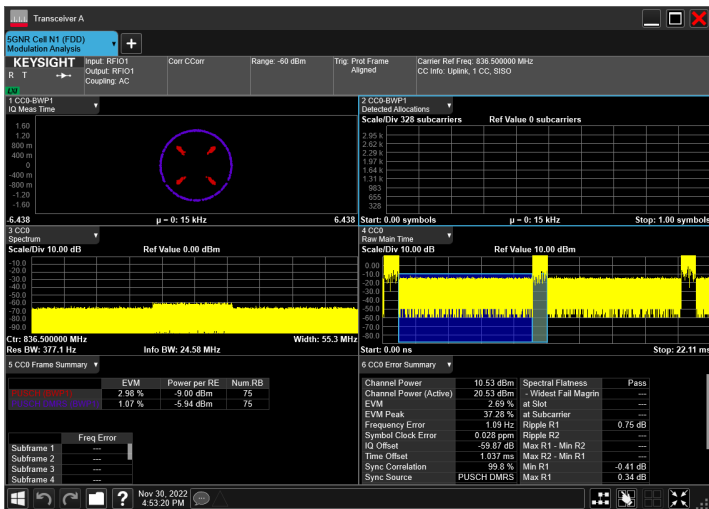 Transceiver A
5GNR Cell N1 (FDD)
Modulation Analysis
KEYSIGHT
R T
LXI
Input: RFIO1
Output: RFIO1
Coupling: AC
Corr CCorr
Range: -60 dBm
Trig: Prot Frame
Aligned
Carrier Ref Freq: 836.500000 MHz
CC Info: Uplink, 1 CC, SISO
1 CC0-BWP1
IQ Meas Time
1.60
1.20
800 m
400 m
0
-400 m
-800 m
-1.20
-1.60
-6.438
μ – 0: 15 kHz
6.438
2 CC0-BWP1
Detected Allocations
Scale/Div 328 subcarriers
Ref Value 0 subcarriers
2.95 k
2.62 k
2.29 k
1.97 k
1.64 k
1.31 k
983
655
328
Start: 0.00 symbols
μ – 0: 15 kHz
Stop: 1.00 symbols
3 CC0
Spectrum
Scale/Div 10.00 dB
Ref Value 0.00 dBm
-10.0
-20.0
-30.0
-40.0
-50.0
-60.0
-70.0
-80.0
-90.0
Ctr: 836.500000 MHz
Width: 55.3 MHz
Res BW: 377.1 Hz
Info BW: 24.58 MHz
4 CC0
Raw Main Time
Scale/Div 10.00 dB
Ref Value 10.00 dBm
0.00
-10.0
-20.0
-30.0
-40.0
-50.0
-60.0
-70.0
-80.0
Start: 0.00 ns
Stop: 22.11 ms
5 CC0 Frame Summary
EVM Power per RE Num.RB
2.98 % -9.00 dBm 75
1.07 % -5.94 dBm 75
Freq Error
Subframe 1 ---
Subframe 2 ---
Subframe 3 ---
Subframe 4 ---
6 CC0 Error Summary
Channel Power 10.53 dBm Spectral Flatness Pass
Channel Power (Active) 20.53 dBm - Widest Fail Magrin ---
EVM 2.69 % at Slot ---
EVM Peak 37.28 % at Subcarrier ---
Frequency Error 1.09 Hz Ripple R1 0.75 dB
Symbol Clock Error 0.028 ppm Ripple R2 ---
IQ Offset -59.87 dB Max R1 - Min R2 ---
Time Offset 1.037 ms Max R2 - Min R1 ---
Sync Correlation 99.8 % Min R1 -0.41 dB
Sync Source PUSCH DMRS Max R1 0.34 dB
Nov 30, 2022
4:53:20 PM